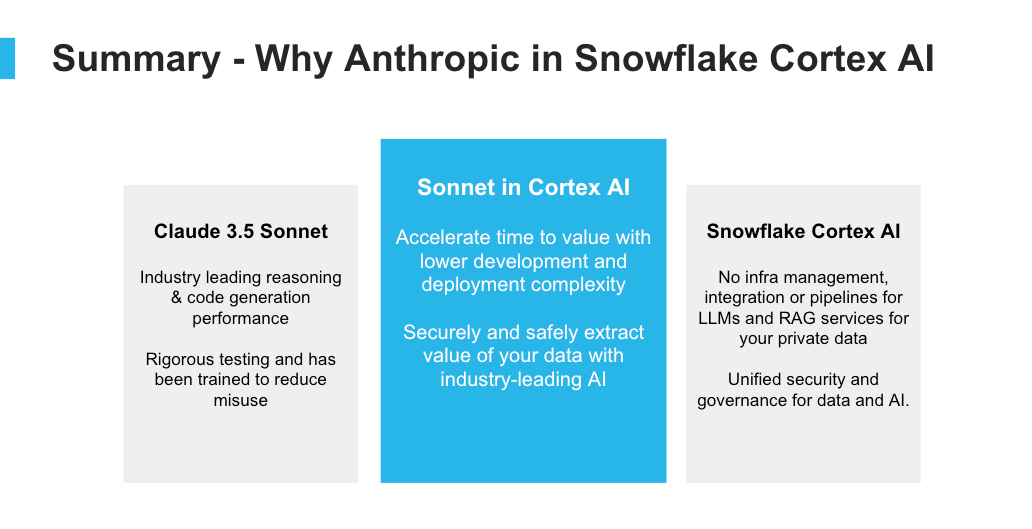 Summary - Why Anthropic in Snowflake Cortex AI
Claude 3.5 Sonnet
Industry leading reasoning
& code generation
performance
Rigorous testing and has
been trained to reduce
misuse
Sonnet in Cortex AI
Accelerate time to value with
lower development and
deployment complexity
Securely and safely extract
value of your data with
industry-leading AI
Snowflake Cortex AI
No infra management,
integration or pipelines for
LLMs and RAG services for
your private data
Unified security and
governance for data and AI.